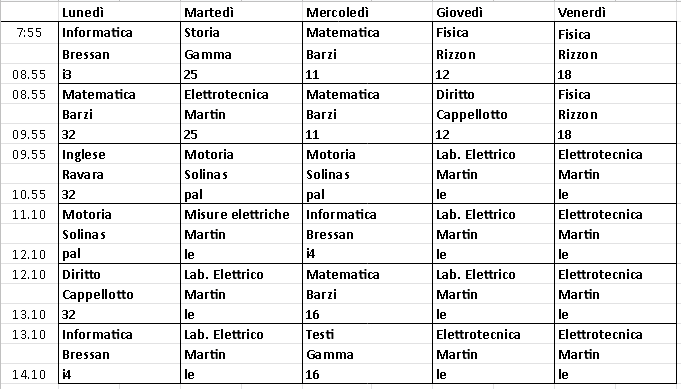 Lunedì Martedì Mercoledì Giovedì Venerdì
7:55 Informatica Storia Matematica Fisica Fisica
Bressan Gamma Barzi Rizzon Rizzon
08.55 i3 25 11 12 18
08.55 Matematica Elettrotecnica Matematica Diritto Fisica
Barzi Martin Barzi Cappellotto Rizzon
09.55 32 25 11 12 18
09.55 Inglese Motoria Motoria Lab. Elettrico Elettrotecnica
Ravara Solinas Solinas Martin Martin
10.55 32 pal pal le le
11.10 Motoria Misure elettriche Informatica Lab. Elettrico Elettrotecnica
Solinas Martin Bressan Martin Martin
12.10 pal le i4 le le
12.10 Diritto Lab. Elettrico Matematica Lab. Elettrico Elettrotecnica
Cappellotto Martin Barzi Martin Martin
13.10 32 le 16 le le
13.10 Informatica Lab. Elettrico Testi Elettrotecnica Elettrotecnica
Bressan Martin Gamma Martin Martin
14.10 i4 le 16 le le